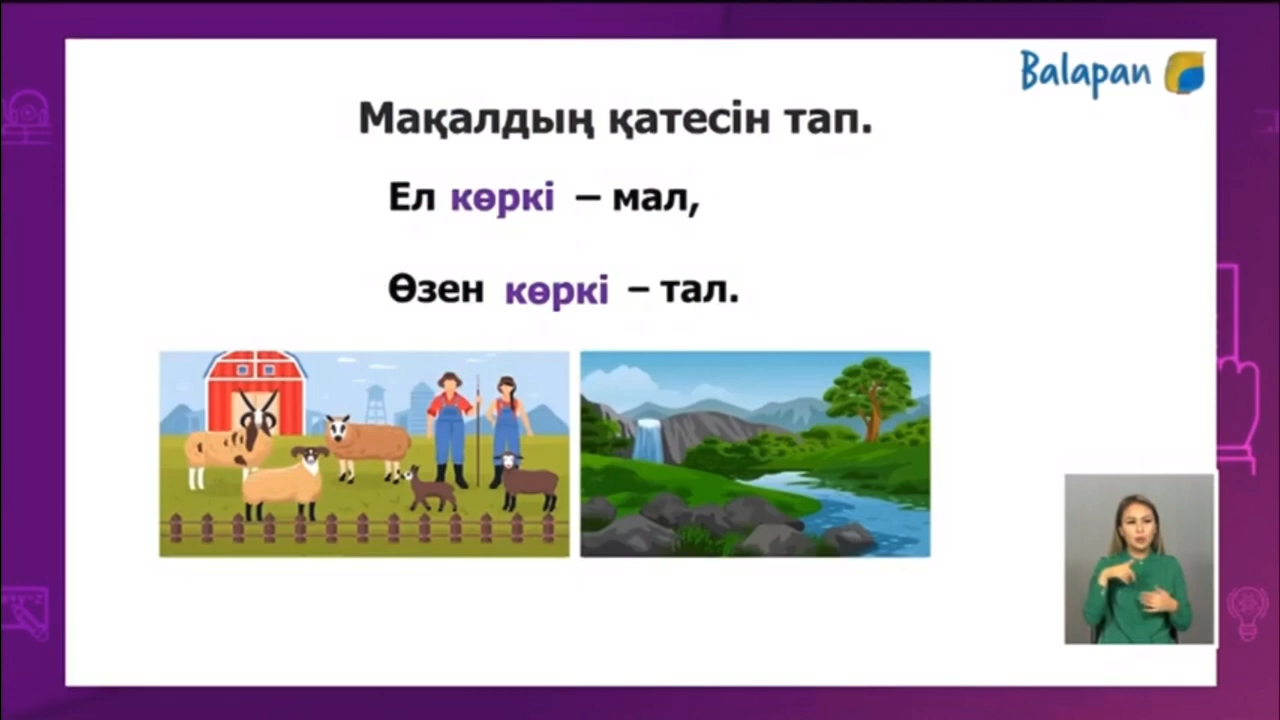 Balapan
Мақалдың қатесін тап.
Ел көркі – мал,
Өзен көркі – тал.